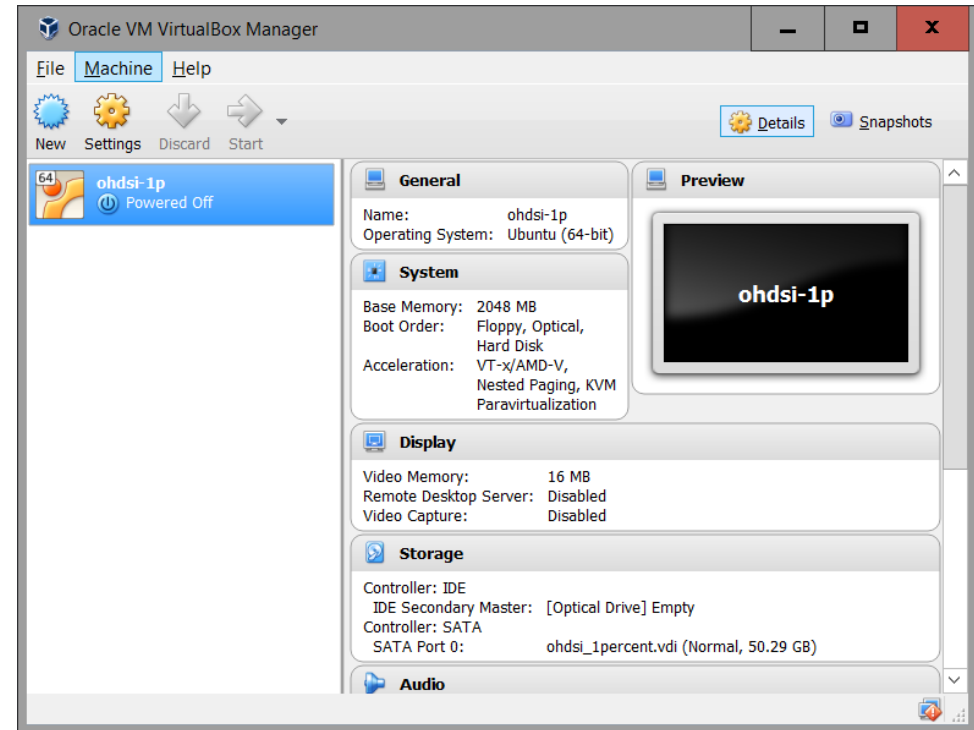 Oracle VM VirtualBox Manager
File Machine Help
New Settings Discard Start
Details Snapshots
64
ohdsi-1p
Powered Off
General
Name: ohdsi-1p
Operating System: Ubuntu (64-bit)
System
Base Memory: 2048 MB
Boot Order: Floppy, Optical,
Hard Disk
Acceleration: VT-x/AMD-V,
Nested Paging, KVM
Paravirtualization
Preview
ohdsi-1p
Display
Video Memory: 16 MB
Remote Desktop Server: Disabled
Video Capture: Disabled
Storage
Controller: IDE
IDE Secondary Master: [Optical Drive] Empty
Controller: SATA
SATA Port 0: ohdsi_1percent.vdi (Normal, 50.29 GB)
Audio